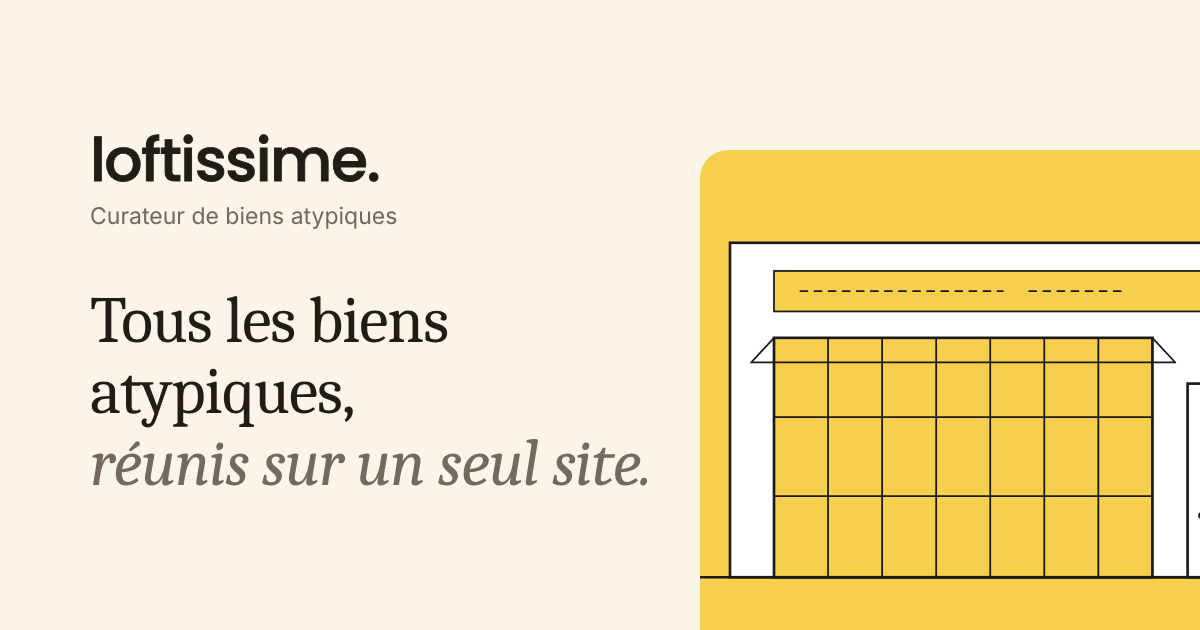 loftissime.
Curateur de biens atypiques
Tous les biens
atypiques,
réunis sur un seul site.